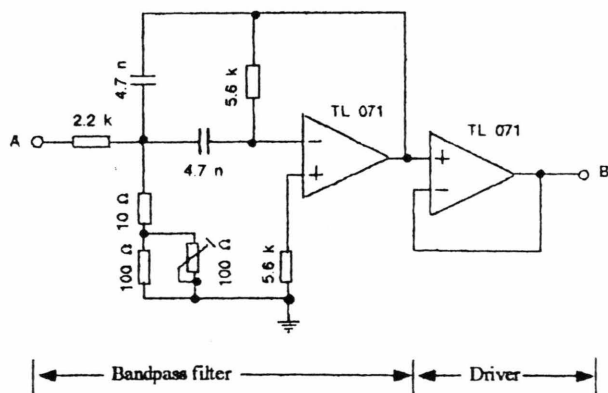 4.7 n
5.6 k
TL 071
TL 071
2.2 k
A
4.7 n
B
10 Ω
100 Ω
100 Ω
5.6 k
Bandpass filter
Driver